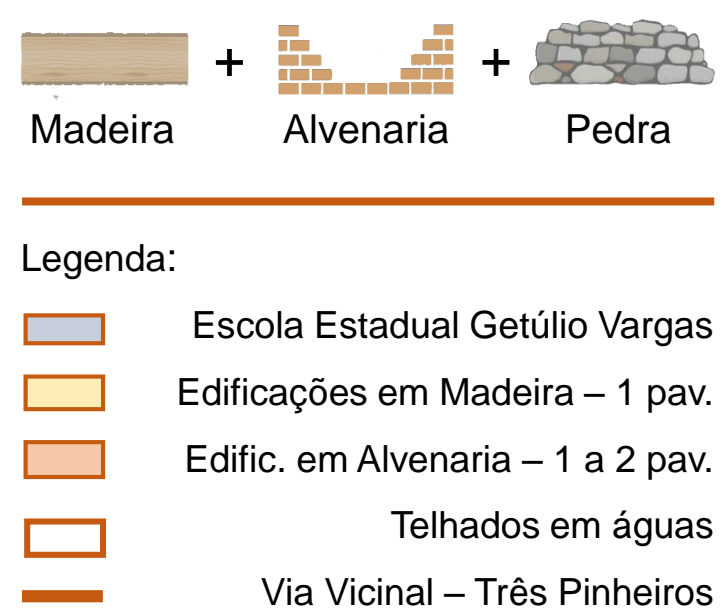 + +
Madeira Alvenaria Pedra
Legenda:
Escola Estadual Getúlio Vargas
Edificações em Madeira – 1 pav.
Edific. em Alvenaria – 1 a 2 pav.
Telhados em águas
Via Vicinal – Três Pinheiros